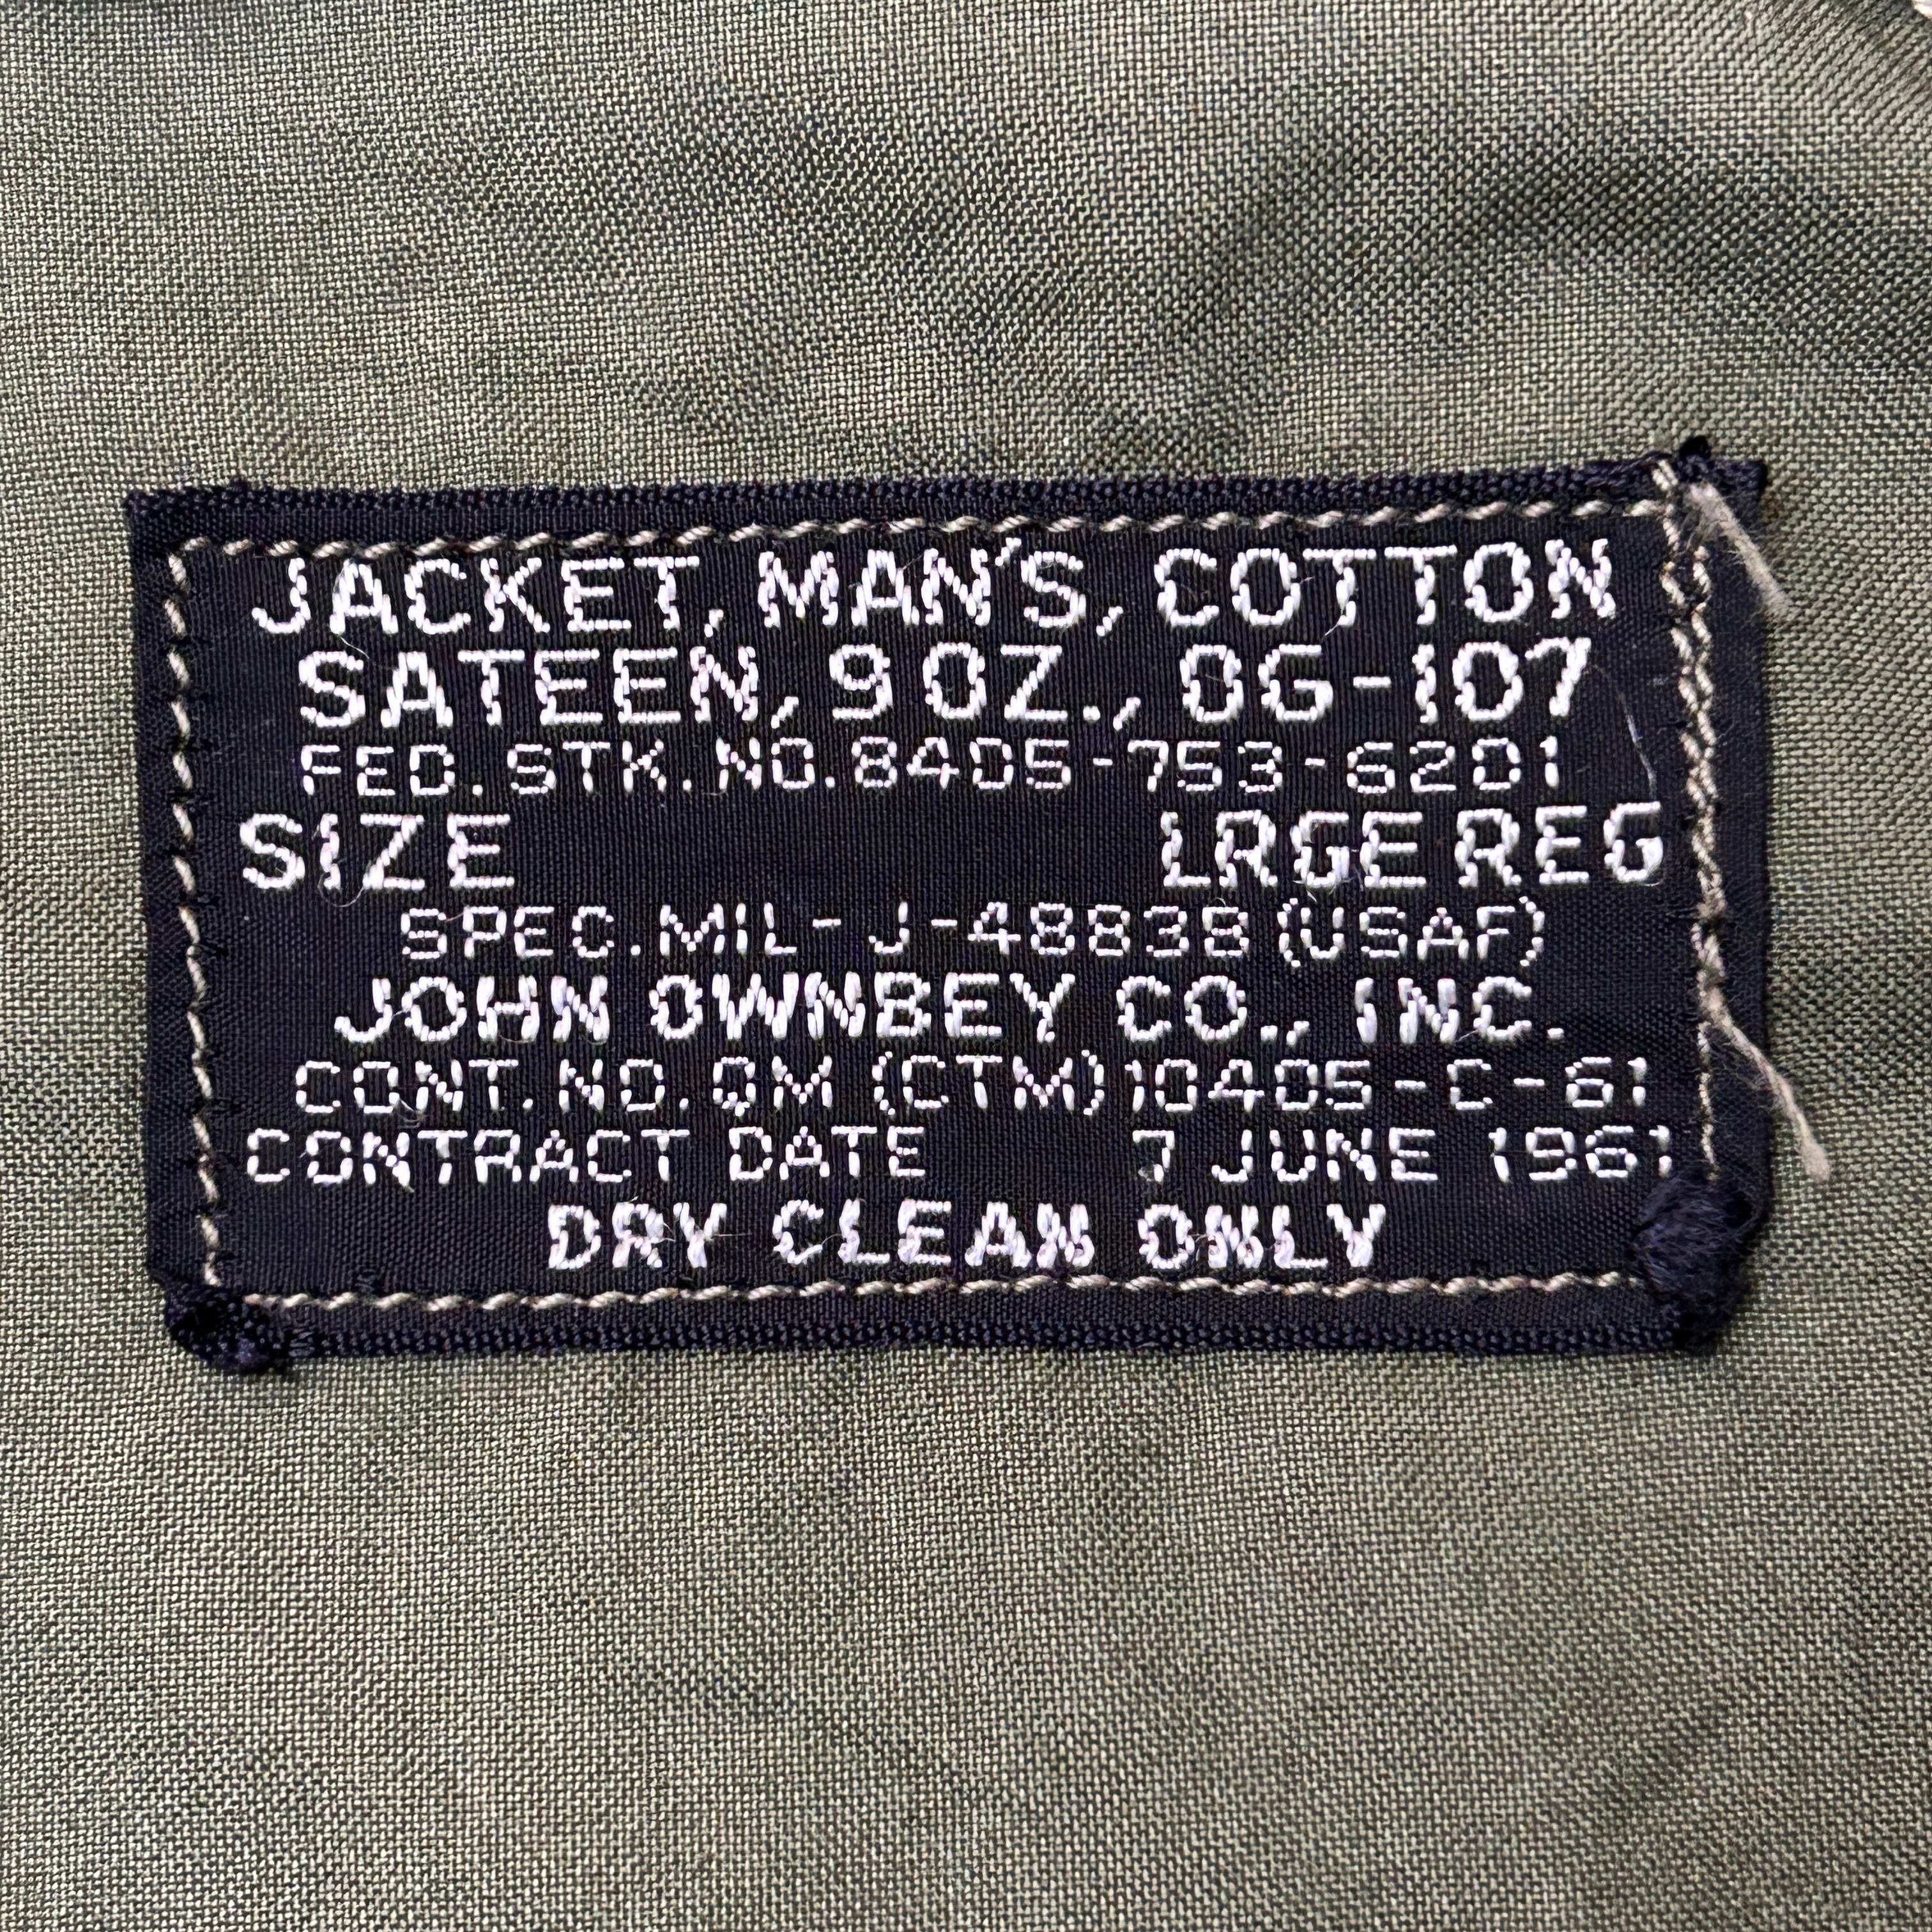 JACKET, MAN'S, COTTON
SATEEN, 9 OZ., OG-107
FED. STK. NO. 8405-753-6201
SIZE LRGE REG
SPEC. MIL-J-4883B (USAF)
JOHN OWNBEY CO., INC.
CONT. NO. QM (CTM) 10405-C-61
CONTRACT DATE 7 JUNE 1961
DRY CLEAN ONLY